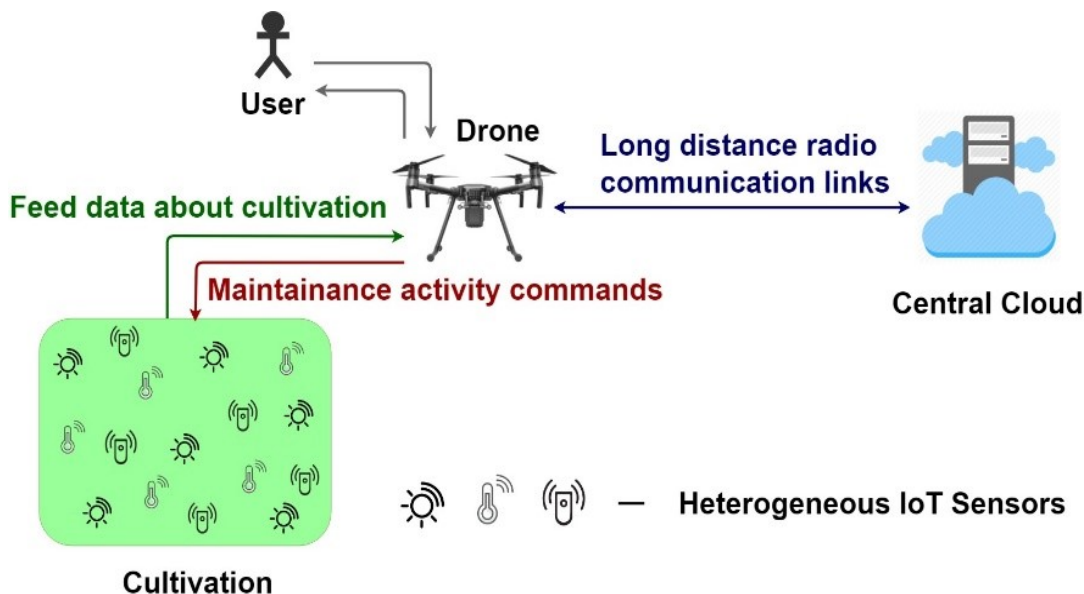 User
Drone
Long distance radio
communication links
Feed data about cultivation
Maintainance activity commands
Central Cloud
— Heterogeneous IoT Sensors
Cultivation